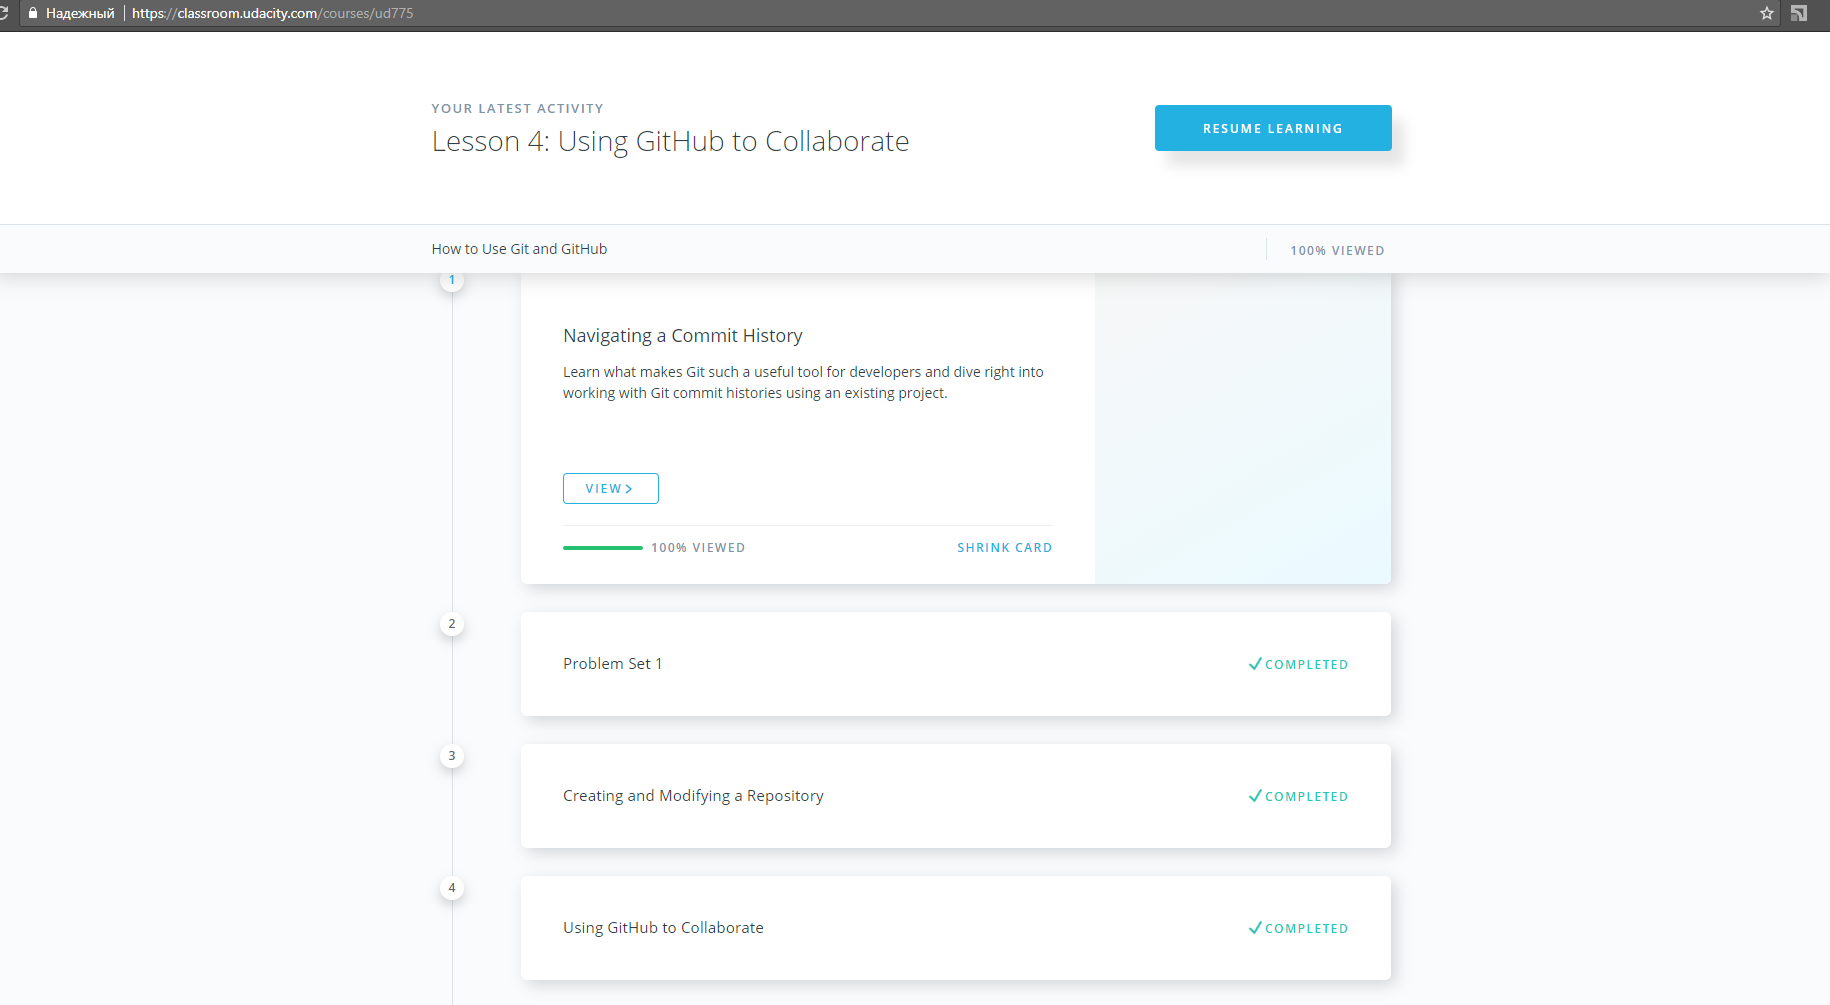 Надежный https://classroom.udacity.com/courses/ud775
YOUR LATEST ACTIVITY
Lesson 4: Using GitHub to Collaborate
RESUME LEARNING
How to Use Git and GitHub
100% VIEWED
1
Navigating a Commit History
Learn what makes Git such a useful tool for developers and dive right into
working with Git commit histories using an existing project.
VIEW
100% VIEWED
SHRINK CARD
2
Problem Set 1
COMPLETED
3
Creating and Modifying a Repository
COMPLETED
4
Using GitHub to Collaborate
COMPLETED